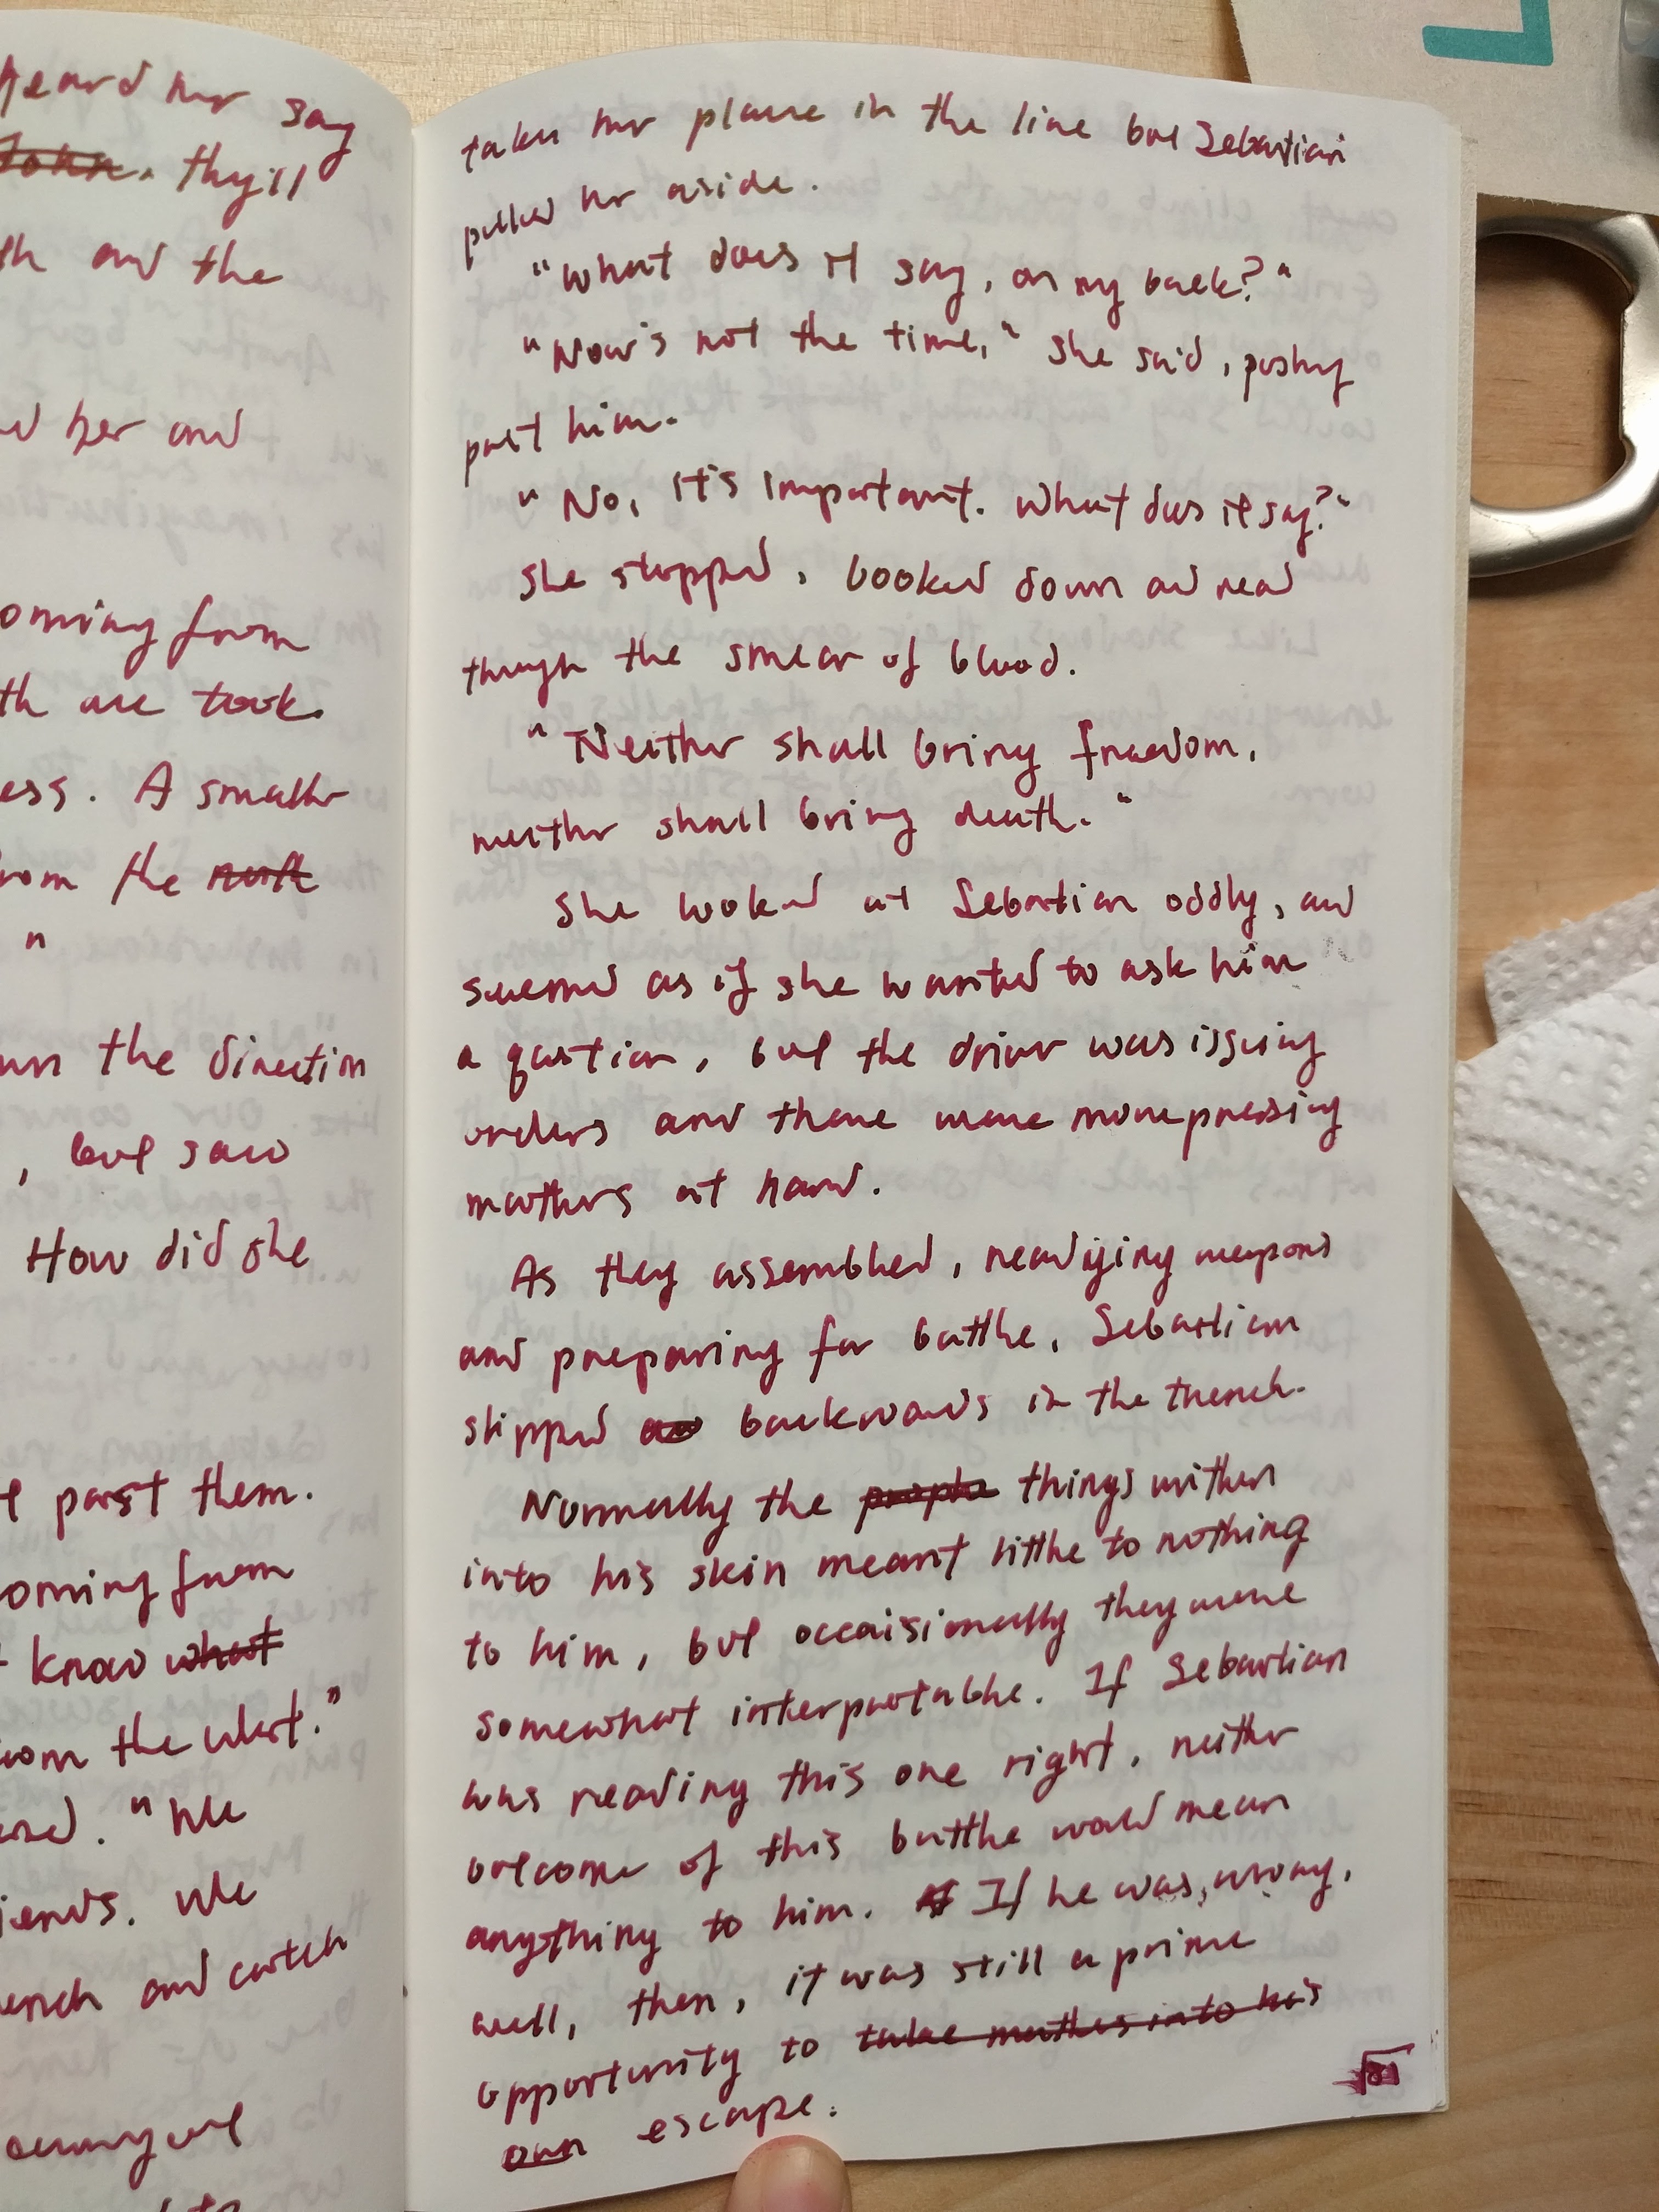 heard her say
John. they'll
th and the
her and
oming from
th are took.
ess. A smaller
rom the north
"
the direction
, but saw
How did she
past them.
oming from
know what
rom the west."
. "We
iends. We
ench and catch
taken her place in the line but Sebastian
pulled her aside.
"What does it say, on my back?"
"Now's not the time," she said, pushing
past him.
"No, it's important. What does it say?"
She stopped, looked down and read
through the smear of blood.
"Neither shall bring freedom,
neither shall bring death."
She looked at Sebastian oddly, and
seemed as if she wanted to ask him
a question, but the driver was issuing
orders and there were more pressing
matters at hand.
As they assembled, readying weapons
and preparing for battle, Sebastian
slipped backwards in the trench.
Normally the people things written
into his skin meant little to nothing
to him, but occaisionally they were
somewhat interpretable. If Sebastian
was reading this one right, neither
outcome of this battle would mean
anything to him. If he was wrong,
well, then, it was still a prime
opportunity to take matters into his
own escape.